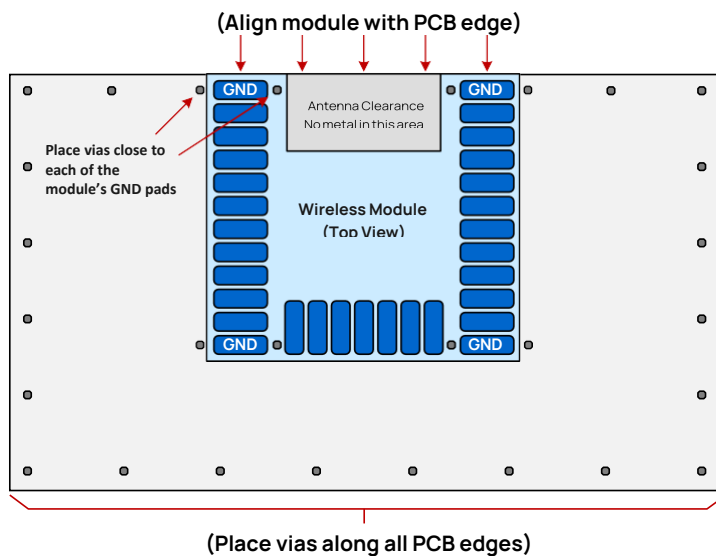 (Align module with PCB edge)
GND
GND
Antenna Clearance
No metal in this area
Place vias close to
each of the
module's GND pads
Wireless Module
(Top View)
GND
GND
(Place vias along all PCB edges)